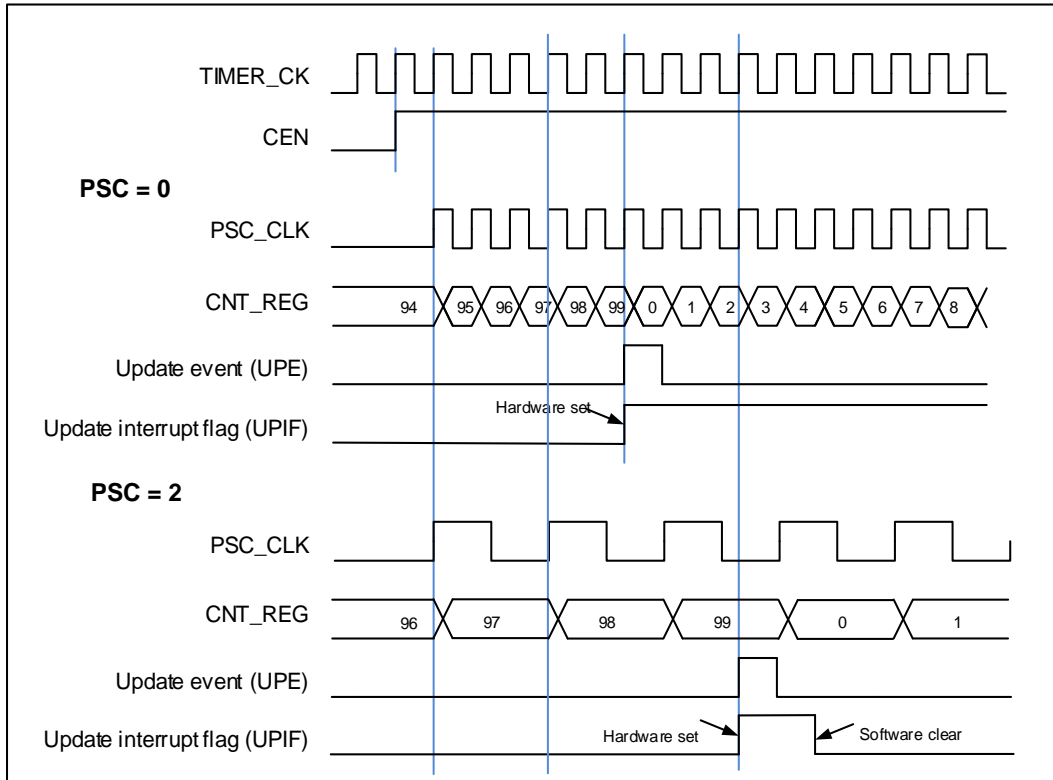 TIMER_CK
CEN
PSC = 0
PSC_CLK
CNT_REG 94 95 96 97 98 99 0 1 2 3 4 5 6 7 8
Update event (UPE)
Hardware set
Update interrupt flag (UPIF)
PSC = 2
PSC_CLK
CNT_REG 96 97 98 99 0 1
Update event (UPE)
Update interrupt flag (UPIF) Hardware set Software clear